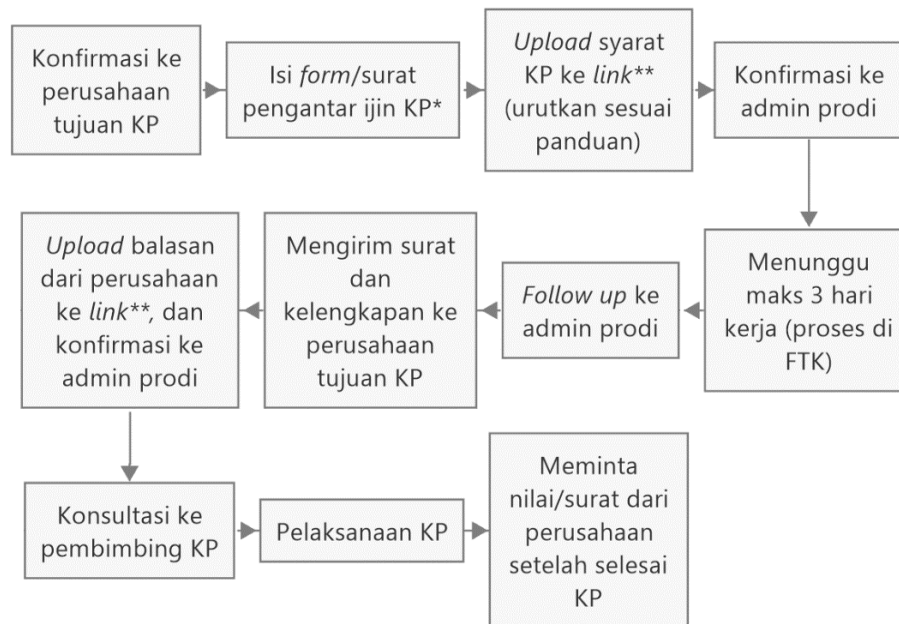 Konfirmasi ke
perusahaan
tujuan KP
Isi form/surat
pengantar ijin KP*
Upload syarat
KP ke link**
(urutkan sesuai
panduan)
Konfirmasi ke
admin prodi
Menunggu
maks 3 hari
kerja (proses di
FTK)
Follow up ke
admin prodi
Mengirim surat
dan
kelengkapan ke
perusahaan
tujuan KP
Upload balasan
dari perusahaan
ke link**, dan
konfirmasi ke
admin prodi
Konsultasi ke
pembimbing KP
Pelaksanaan KP
Meminta
nilai/surat dari
perusahaan
setelah selesai
KP